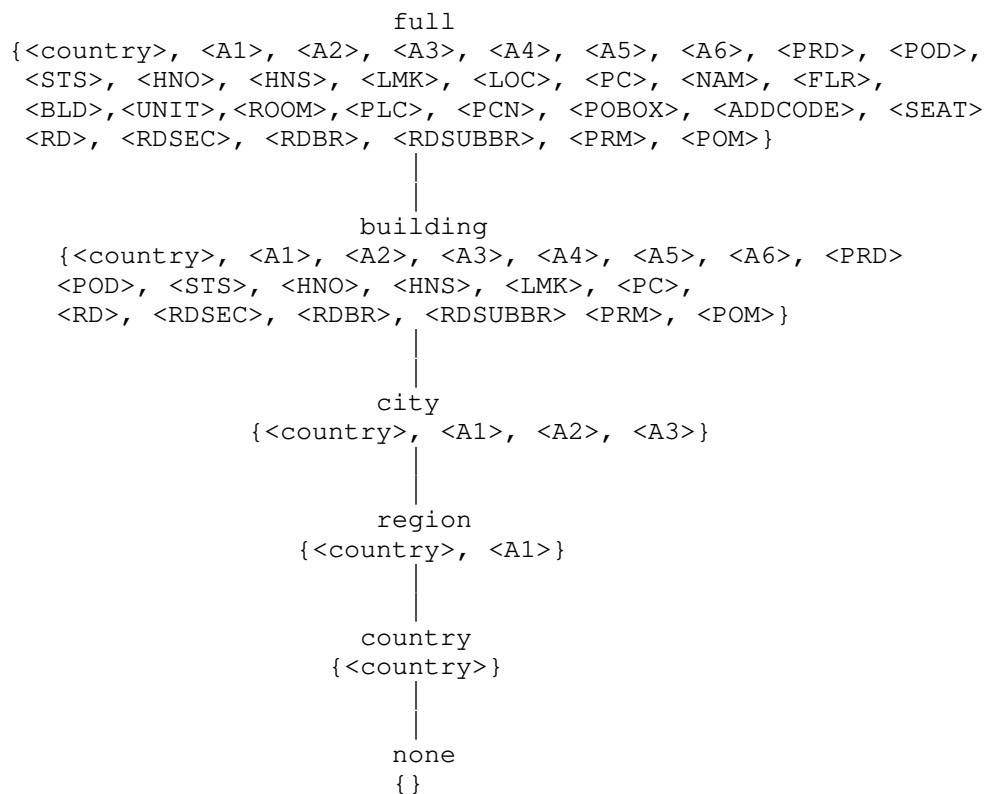 full
{<country>, <A1>, <A2>, <A3>, <A4>, <A5>, <A6>, <PRD>, <POD>,
<STS>, <HNO>, <HNS>, <LMK>, <LOC>, <PC>, <NAM>, <FLR>,
<BLD>,<UNIT>,<ROOM>,<PLC>, <PCN>, <POBOX>, <ADDCODE>, <SEAT>
<RD>, <RDSEC>, <RDBR>, <RDSUBBR>, <PRM>, <POM>}
building
{<country>, <A1>, <A2>, <A3>, <A4>, <A5>, <A6>, <PRD>
<POD>, <STS>, <HNO>, <HNS>, <LMK>, <PC>,
<RD>, <RDSEC>, <RDBR>, <RDSUBBR> <PRM>, <POM>}
city
{<country>, <A1>, <A2>, <A3>}
region
{<country>, <A1>}
country
{<country>}
none
{}